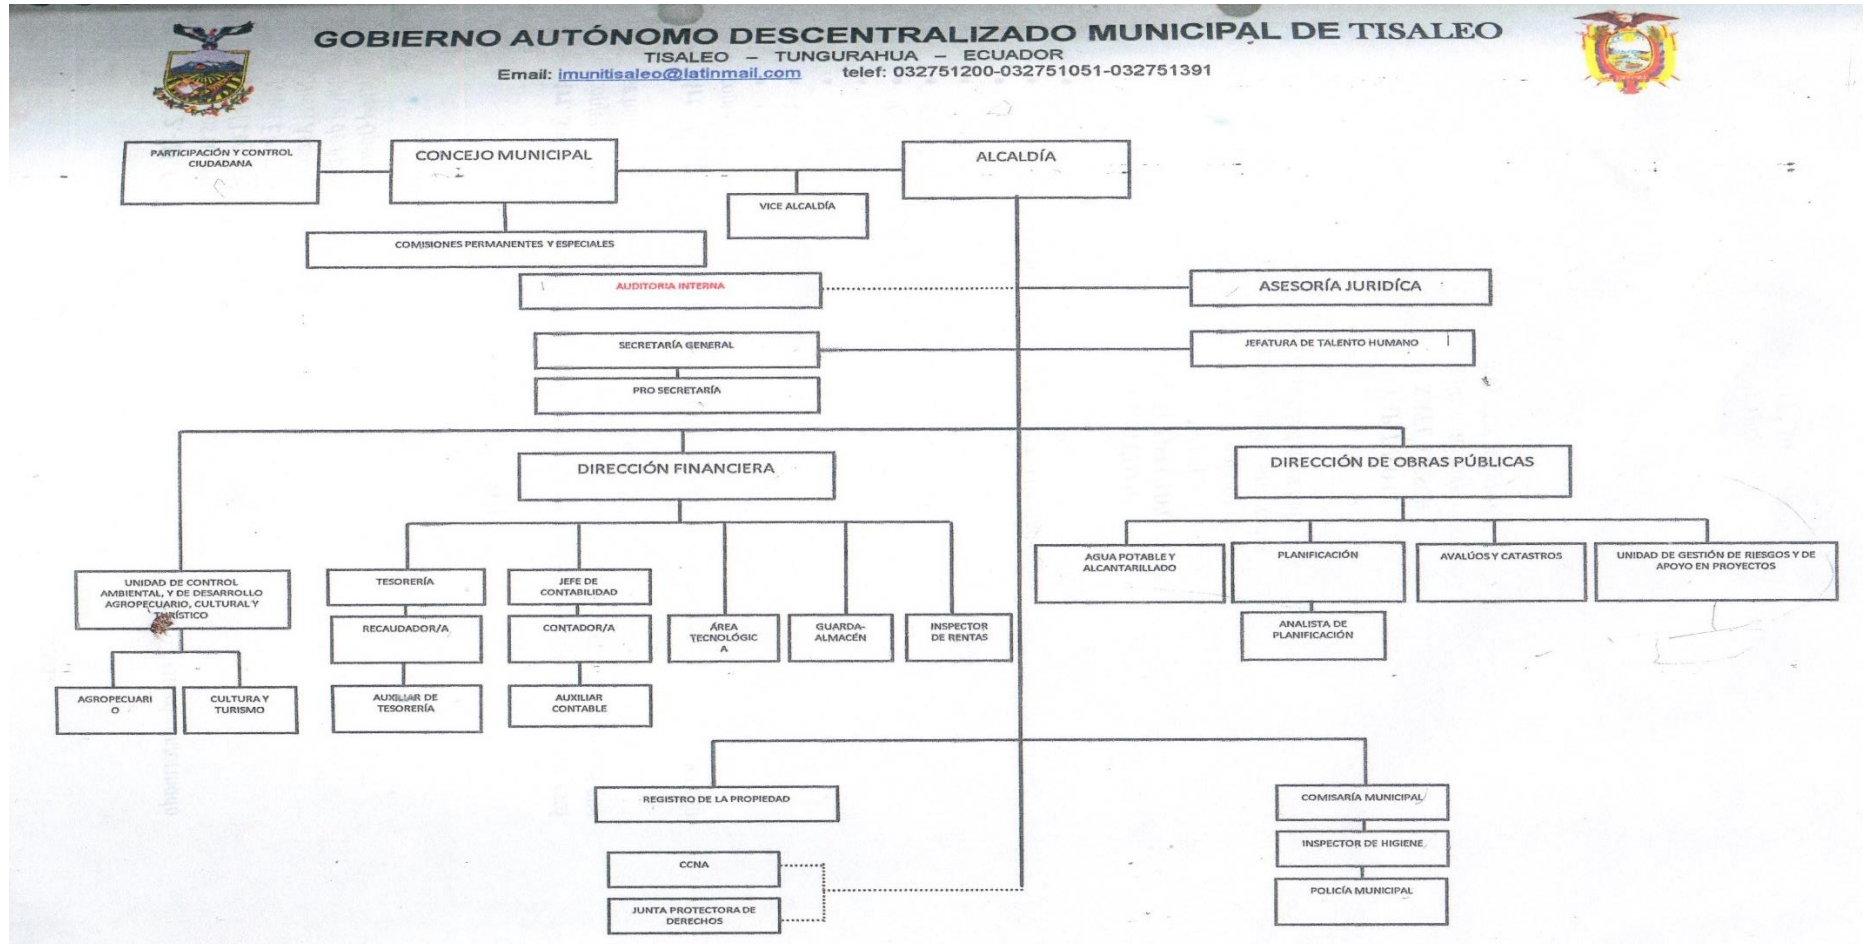 GOBIERNO AUTÓNOMO DESCENTRALIZADO MUNICIPAL DE TISALEO
TISALEO – TUNGURAHUA – ECUADOR
Email: imunitisaleo@latinmail.com telef: 032751200-032751051-032751391
PARTICIPACIÓN Y CONTROL
CIUDADANA
CONCEJO MUNICIPAL
ALCALDÍA
VICE ALCALDÍA
COMISIONES PERMANENTES Y ESPECIALES
AUDITORIA INTERNA
ASESORÍA JURIDÍCA
SECRETARÍA GENERAL
JEFATURA DE TALENTO HUMANO
PRO SECRETARÍA
DIRECCIÓN FINANCIERA
DIRECCIÓN DE OBRAS PÚBLICAS
UNIDAD DE CONTROL
AMBIENTAL, Y DE DESARROLLO
AGROPECUARIO, CULTURAL Y
TURÍSTICO
TESORERÍA
JEFE DE
CONTABILIDAD
AGUA POTABLE Y
ALCANTARILLADO
PLANIFICACIÓN
AVALÚOS Y CATASTROS
UNIDAD DE GESTIÓN DE RIESGOS Y DE
APOYO EN PROYECTOS
RECAUDADOR/A
CONTADOR/A
ÁREA
TECNOLÓGIC
A
GUARDA-
ALMACÉN
INSPECTOR
DE RENTAS
ANALISTA DE
PLANIFICACIÓN
AGROPECUARI
O
CULTURA Y
TURISMO
AUXILIAR DE
TESORERÍA
AUXILIAR
CONTABLE
REGISTRO DE LA PROPIEDAD
COMISARÍA MUNICIPAL
INSPECTOR DE HIGIENE
CCNA
POLICÍA MUNICIPAL
JUNTA PROTECTORA DE
DERECHOS